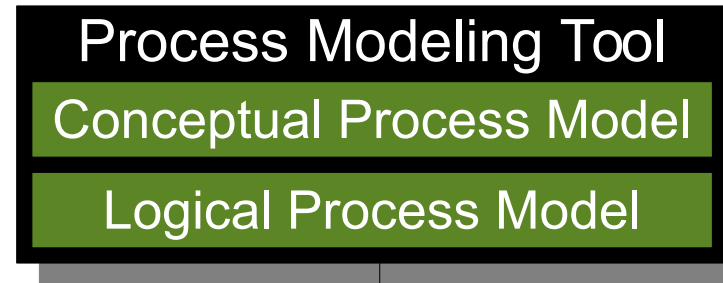 Process Modeling Tool
Conceptual Process Model
Logical Process Model